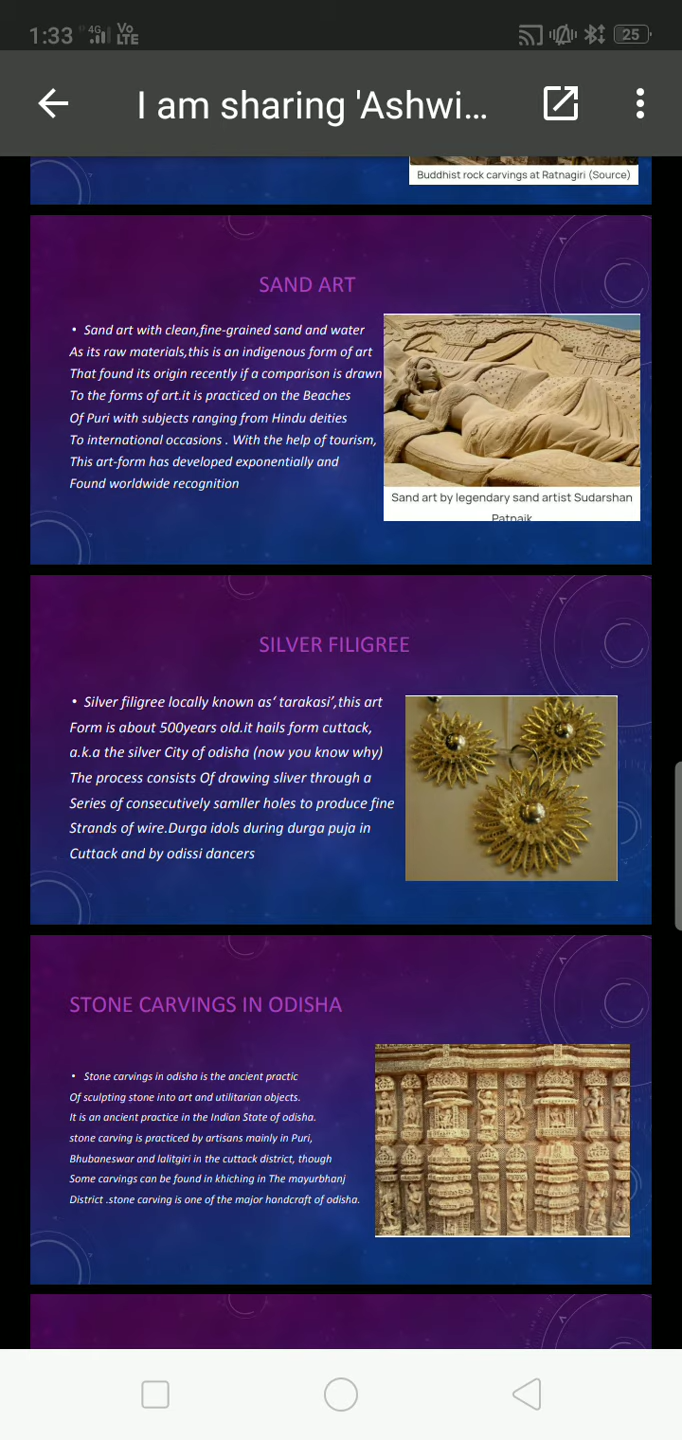 1:33 4G Vo LTE 25
I am sharing 'Ashwi...
Buddhist rock carvings at Ratnagiri (Source)
SAND ART
• Sand art with clean,fine-grained sand and water
As its raw materials,this is an indigenous form of art
That found its origin recently if a comparison is drawn
To the forms of art.it is practiced on the Beaches
Of Puri with subjects ranging from Hindu deities
To international occasions . With the help of tourism,
This art-form has developed exponentially and
Found worldwide recognition
Sand art by legendary sand artist Sudarshan
Patnaik
SILVER FILIGREE
• Silver filigree locally known as‘ tarakasi’,this art
Form is about 500years old.it hails form cuttack,
a.k.a the silver City of odisha (now you know why)
The process consists Of drawing sliver through a
Series of consecutively samller holes to produce fine
Strands of wire.Durga idols during durga puja in
Cuttack and by odissi dancers
STONE CARVINGS IN ODISHA
• Stone carvings in odisha is the ancient practic
Of sculpting stone into art and utilitarian objects.
It is an ancient practice in the Indian State of odisha.
stone carving is practiced by artisans mainly in Puri,
Bhubaneswar and lalitgiri in the cuttack district, though
Some carvings can be found in khiching in The mayurbhanj
District .stone carving is one of the major handcraft of odisha.